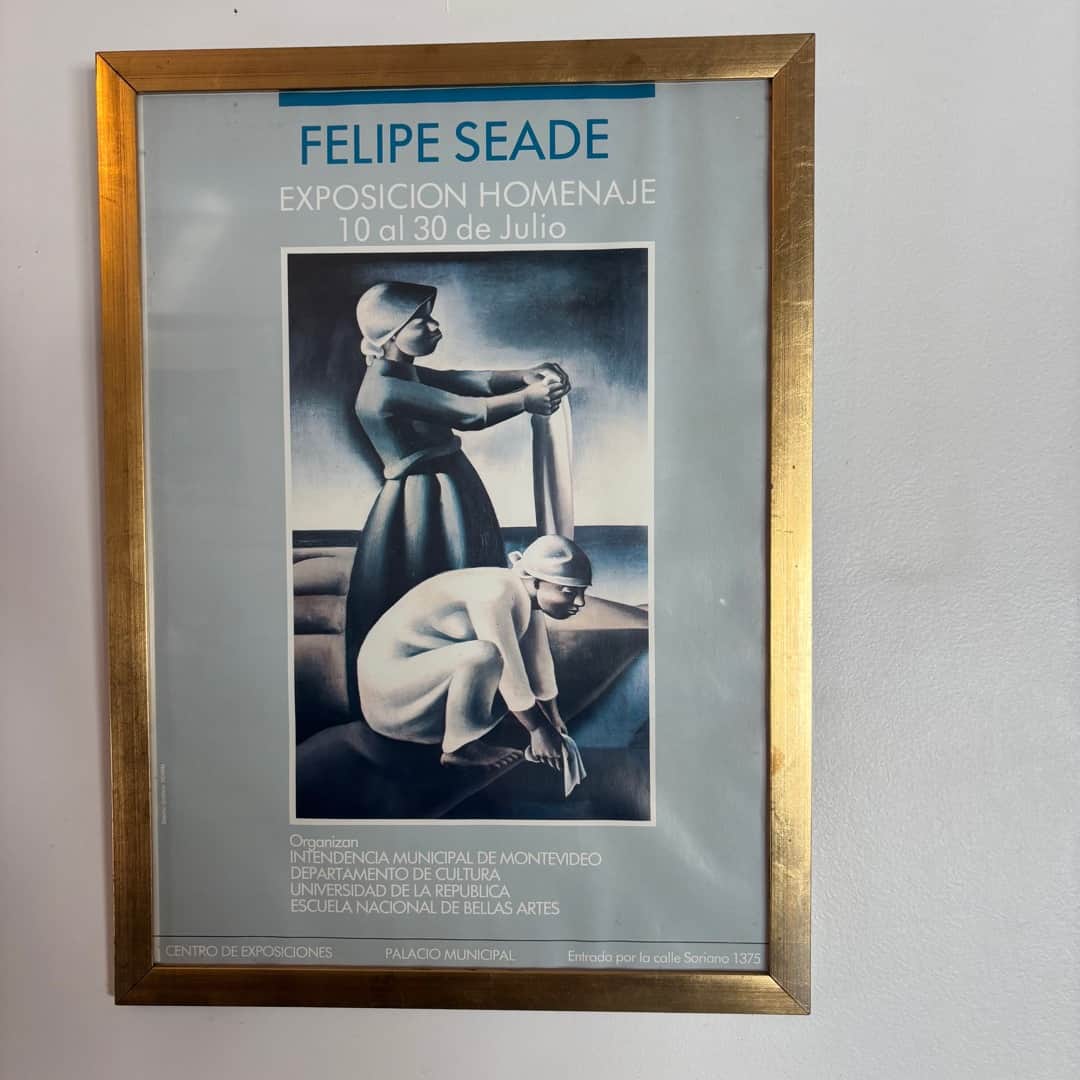 FELIPE SEADE
EXPOSICION HOMENAJE
10 al 30 de Julio
Organizan
INTENDENCIA MUNICIPAL DE MONTEVIDEO
DEPARTAMENTO DE CULTURA
UNIVERSIDAD DE LA REPUBLICA
ESCUELA NACIONAL DE BELLAS ARTES
CENTRO DE EXPOSICIONES PALACIO MUNICIPAL Entrada por la calle Soriano 1375